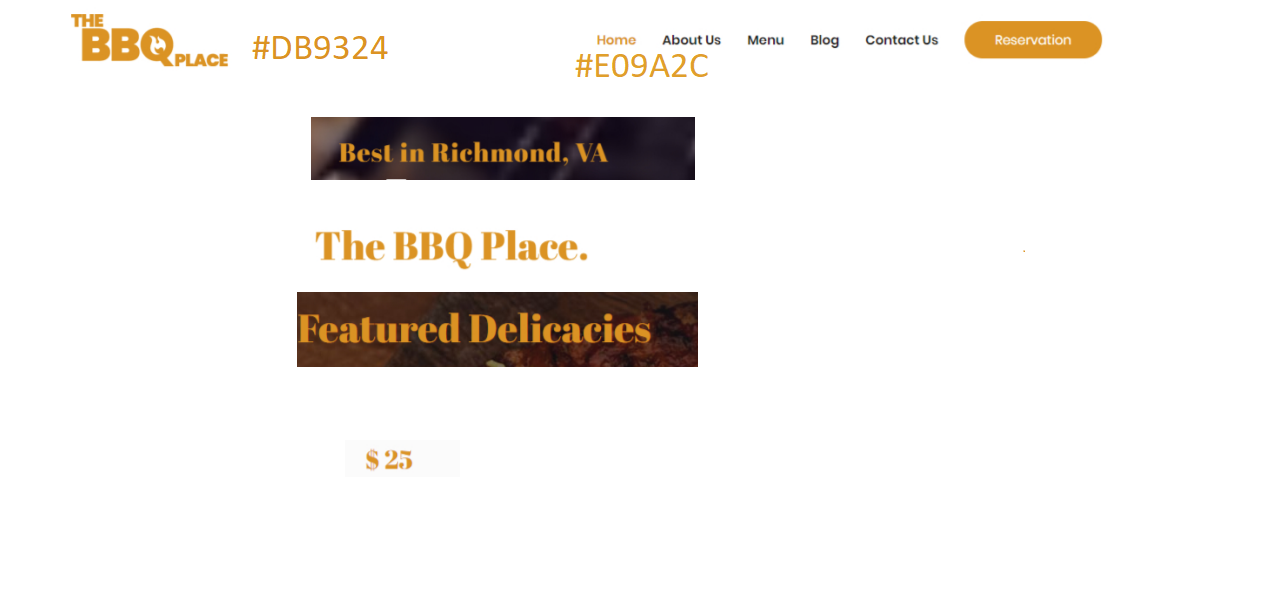 THE
BBQ
PLACE
#DB9324
Home About Us Menu Blog Contact Us Reservation
#E09A2C
Best in Richmond, VA
The BBQ Place.
Featured Delicacies
$ 25